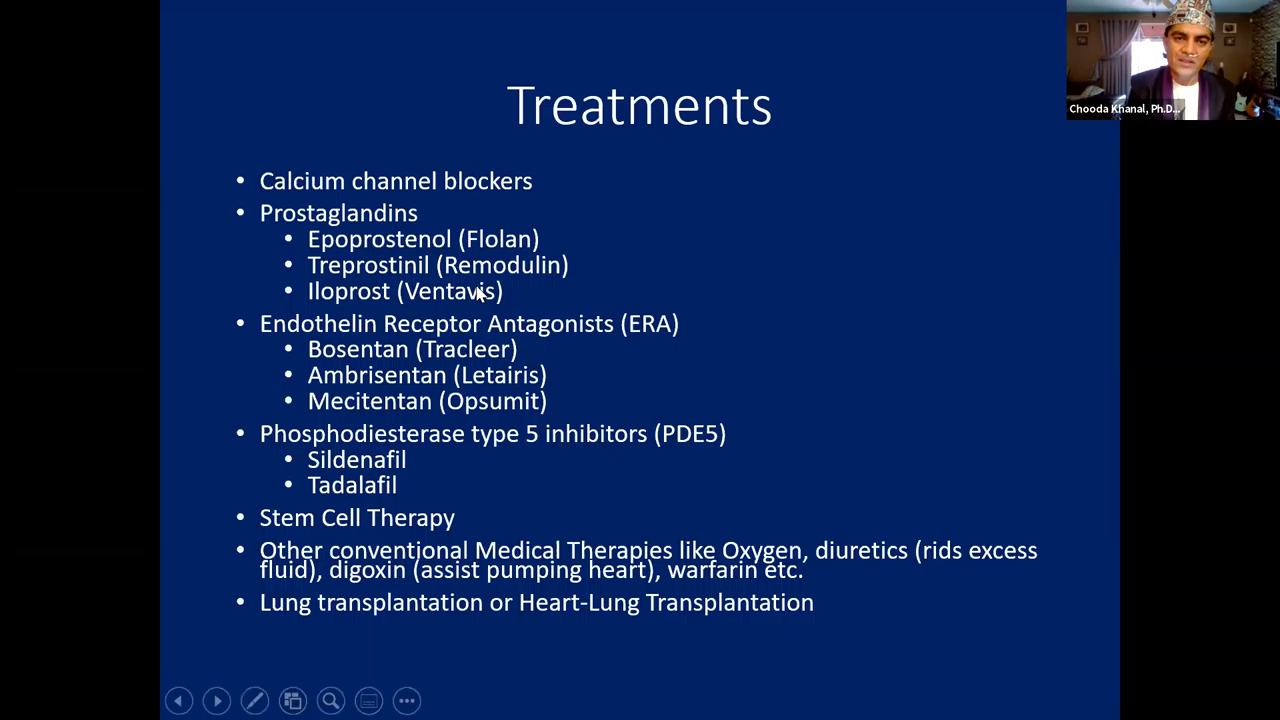 Treatments
Chooda Khanal, Ph.D...
• Calcium channel blockers
• Prostaglandins
• Epoprostenol (Flolan)
• Treprostinil (Remodulin)
• Iloprost (Ventavis)
• Endothelin Receptor Antagonists (ERA)
• Bosentan (Tracleer)
• Ambrisentan (Letairis)
• Mecitentan (Opsumit)
• Phosphodiesterase type 5 inhibitors (PDE5)
• Sildenafil
• Tadalafil
• Stem Cell Therapy
• Other conventional Medical Therapies like Oxygen, diuretics (rids excess
fluid), digoxin (assist pumping heart), warfarin etc.
• Lung transplantation or Heart-Lung Transplantation